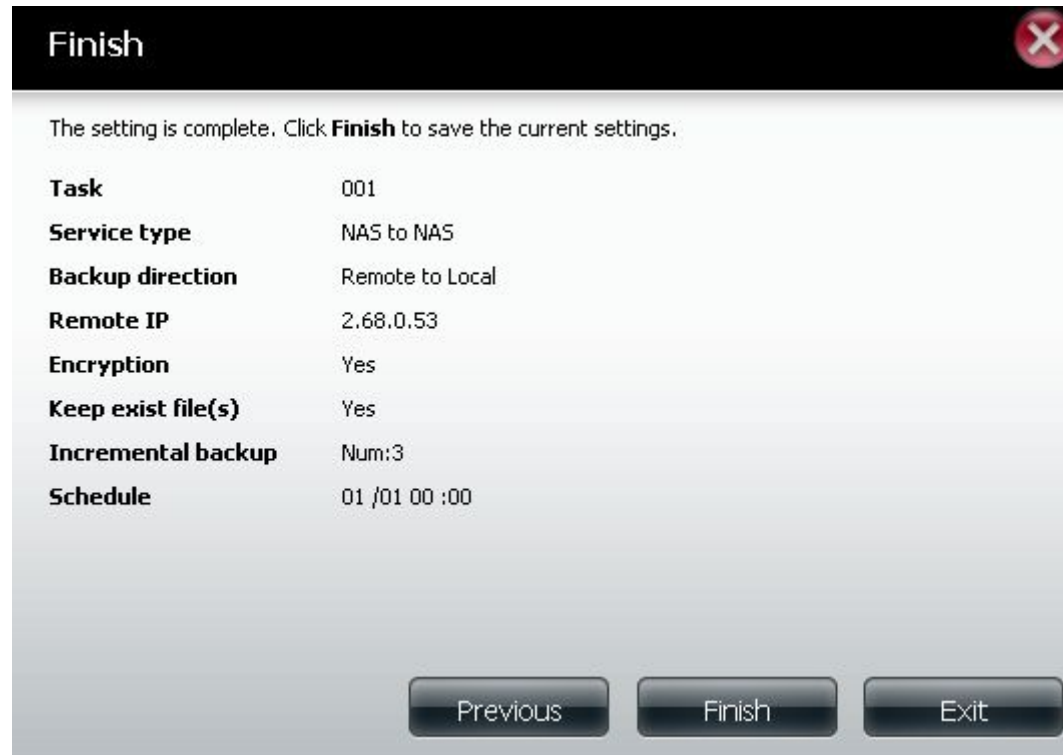 Finish
The setting is complete. Click Finish to save the current settings.
Task 001
Service type NAS to NAS
Backup direction Remote to Local
Remote IP 2.68.0.53
Encryption Yes
Keep exist file(s) Yes
Incremental backup Num:3
Schedule 01 /01 00 :00
Previous Finish Exit